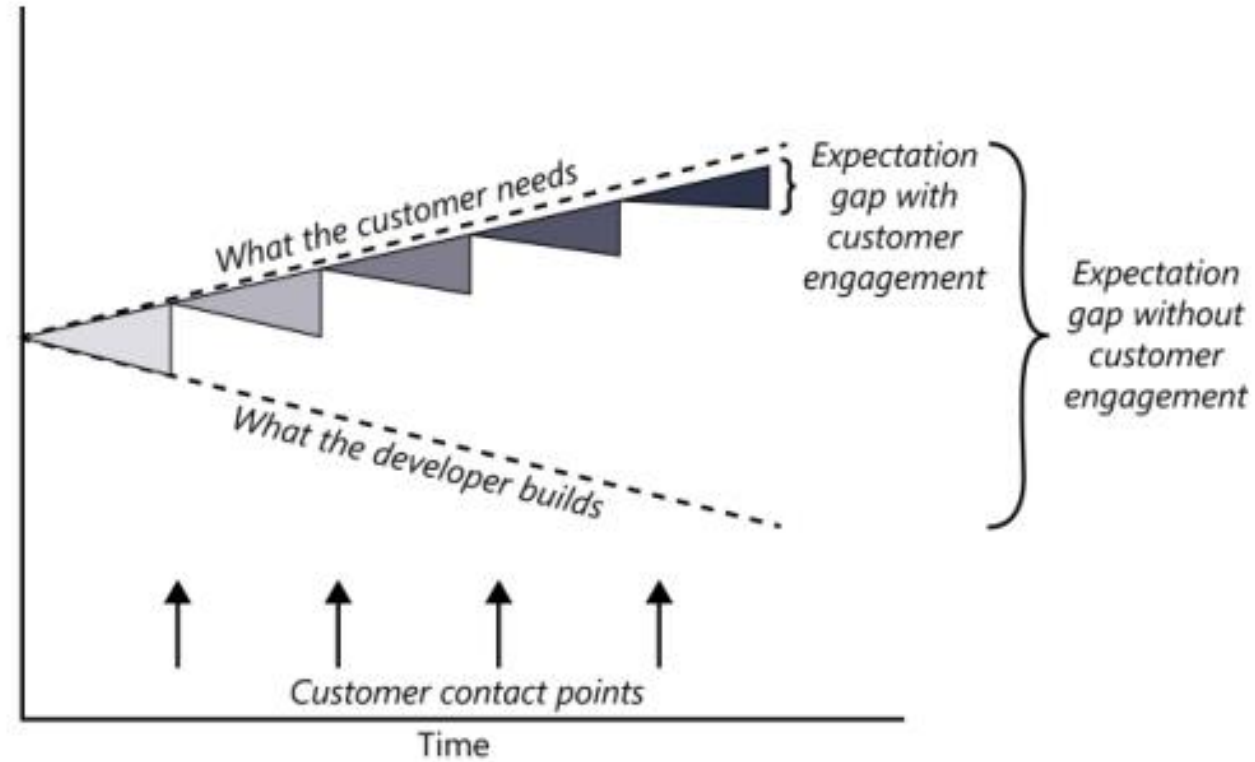 Expectation
gap with
customer
engagement
What the customer needs
Expectation
gap without
customer
engagement
What the developer builds
Customer contact points
Time